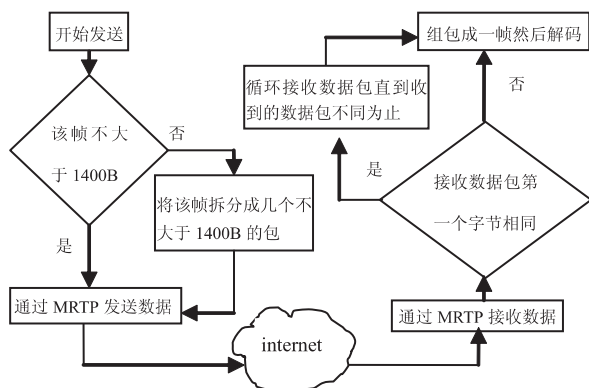 开始发送
该帧不大
于 1400B
否
是
将该帧拆分成几个不
大于 1400B 的包
通过 MRTP 发送数据
internet
通过 MRTP 接收数据
接收数据包第
一个字节相同
是
否
循环接收数据包直到收
到的数据包不同为止
组包成一帧然后解码